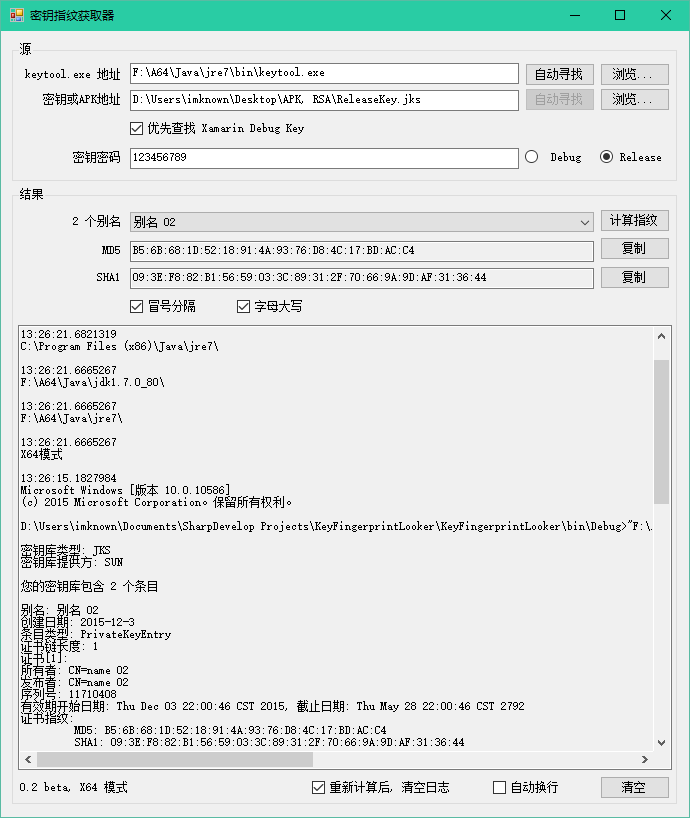 密钥指纹获取器
源
keytool.exe 地址 F:\A64\Java\jre7\bin\keytool.exe 自动寻找 浏览...
密钥或APK地址 D:\Users\imknown\Desktop\APK, RSA\ReleaseKey.jks 自动寻找 浏览...
优先查找 Xamarin Debug Key
密钥密码 123456789 Debug Release
结果
2 个别名 别名 02 计算指纹
MD5 B5:6B:68:1D:52:18:91:4A:93:76:D8:4C:17:BD:AC:C4 复制
SHA1 09:3E:F8:82:B1:56:59:03:3C:89:31:2F:70:66:9A:9D:AF:31:36:44 复制
冒号分隔 字母大写
13:26:21.6821319
C:\Program Files (x86)\Java\jre7\
13:26:21.6665267
F:\A64\Java\jdk1.7.0_80\
13:26:21.6665267
F:\A64\Java\jre7\
13:26:21.6665267
X64模式
13:26:15.1827984
Microsoft Windows [版本 10.0.10586]
(c) 2015 Microsoft Corporation。保留所有权利。
D:\Users\imknown\Documents\SharpDevelop Projects\KeyFingerprintLooker\KeyFingerprintLooker\bin\Debug>"F:\
密钥库类型: JKS
密钥库提供方: SUN
您的密钥库包含 2 个条目
别名: 别名 02
创建日期: 2015-12-3
条目类型: PrivateKeyEntry
证书链长度: 1
证书[1]:
所有者: CN=name 02
发布者: CN=name 02
序列号: 11710408
有效期开始日期: Thu Dec 03 22:00:46 CST 2015, 截止日期: Thu May 28 22:00:46 CST 2792
证书指纹:
MD5: B5:6B:68:1D:52:18:91:4A:93:76:D8:4C:17:BD:AC:C4
SHA1: 09:3E:F8:82:B1:56:59:03:3C:89:31:2F:70:66:9A:9D:AF:31:36:44
0.2 beta, X64 模式 重新计算后, 清空日志 自动换行 清空